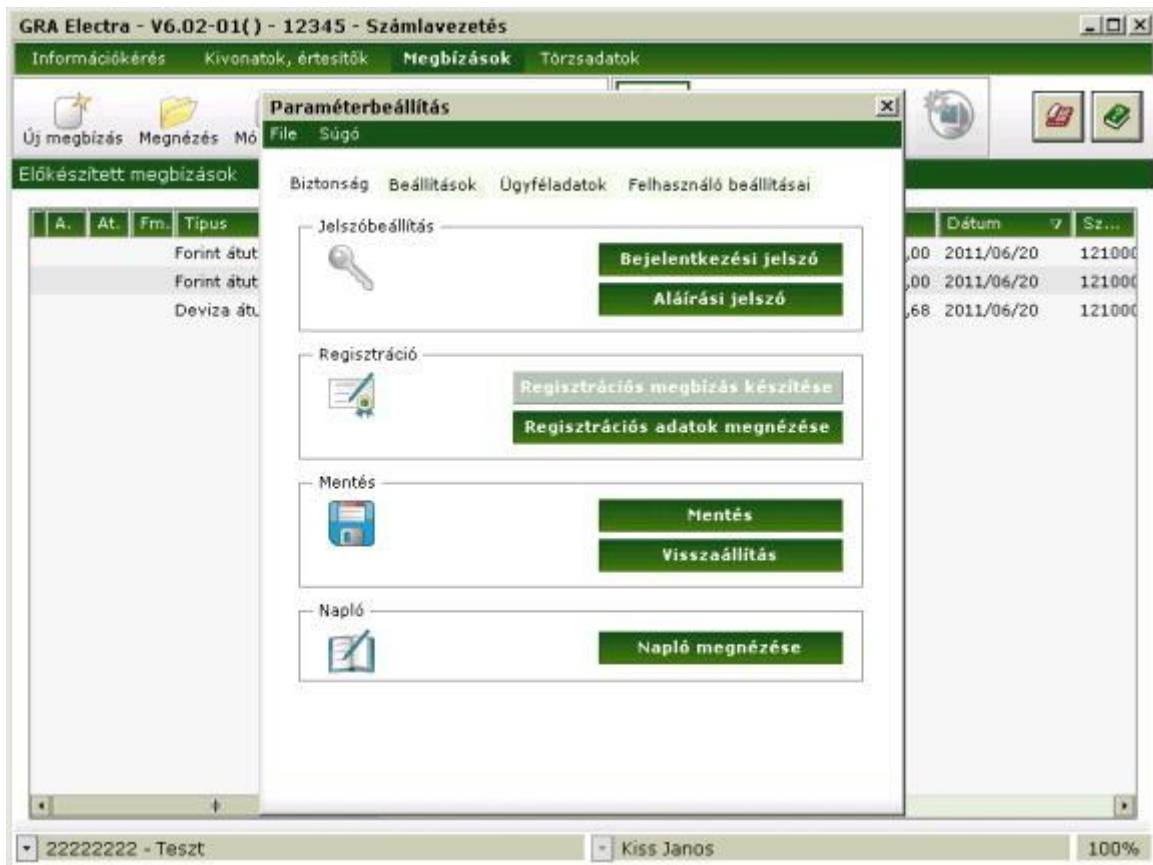 GRA Electra - V6.02-01( ) - 12345 - Számlavezetés
Információkérés Kivonatok, értesítők Megbízások Törzsadatok
Új megbízás Megnézés Mó
Előkészített megbízások
Paraméterbeállítás
File Súgó
Biztonság Beállítások Ügyféladatok Felhasználó beállításai
A. At. Fm. Típus Dátum Sz...
Forint átut ,00 2011/06/20 121000
Forint átut ,00 2011/06/20 121000
Deviza átu ,68 2011/06/20 121000
Jelszóbeállítás
Bejelentkezési jelszó
Aláírási jelszó
Regisztráció
Regisztrációs megbízás készítése
Regisztrációs adatok megnézése
Mentés
Mentés
Visszaállítás
Napló
Napló megnézése
22222222 - Teszt Kiss Janos 100%